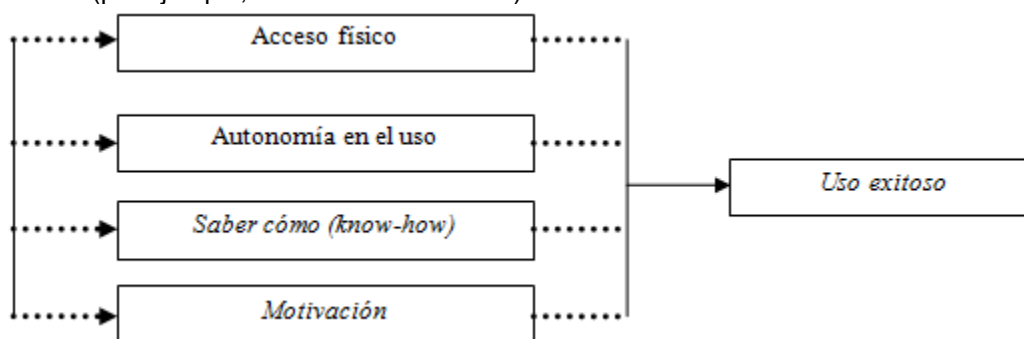 Acceso físico
Autonomía en el uso
Uso exitoso
Saber cómo (know-how)
Motivación